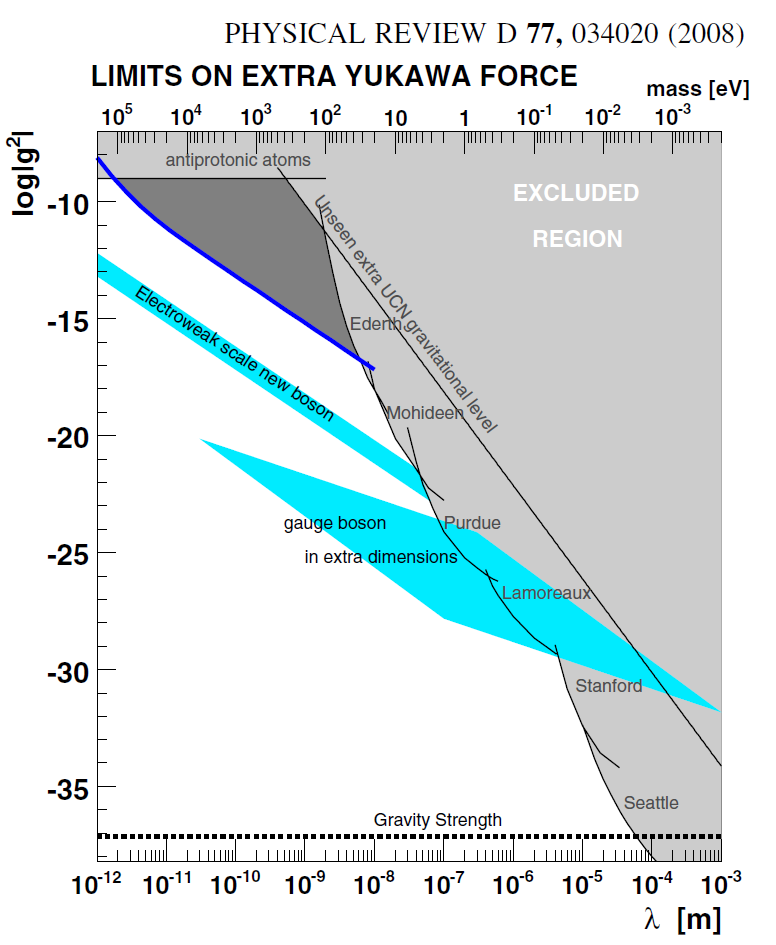 PHYSICAL REVIEW D 77, 034020 (2008)
LIMITS ON EXTRA YUKAWA FORCE
mass [eV]
10⁵ 10⁴ 10³ 10² 10 1 10⁻¹ 10⁻² 10⁻³
log|g²|
antiprotonic atoms
EXCLUDED
REGION
-10
Unseen extra UCN gravitational level
Electroweak scale new boson
-15
Ederth
Mohideen
-20
gauge boson
Purdue
in extra dimensions
-25
Lamoreaux
-30
Stanford
-35
Seattle
Gravity Strength
10⁻¹² 10⁻¹¹ 10⁻¹⁰ 10⁻⁹ 10⁻⁸ 10⁻⁷ 10⁻⁶ 10⁻⁵ 10⁻⁴ 10⁻³
λ [m]